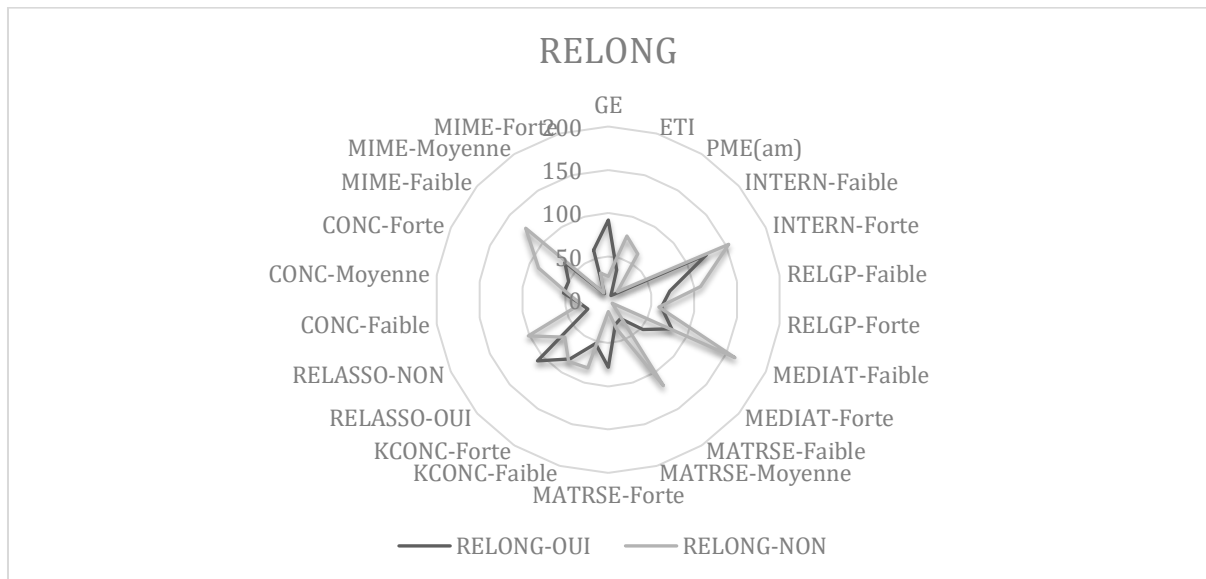 RELONG
GE
ETI
PME(am)
INTERN-Faible
INTERN-Forte
RELGP-Faible
RELGP-Forte
MEDIAT-Faible
MEDIAT-Forte
MATRSE-Faible
MATRSE-Moyenne
MATRSE-Forte
KCONC-Faible
KCONC-Forte
RELASSO-OUI
RELASSO-NON
CONC-Faible
CONC-Moyenne
CONC-Forte
MIME-Faible
MIME-Moyenne
MIME-Forte
200
150
100
50
0
RELONG-OUI RELONG-NON